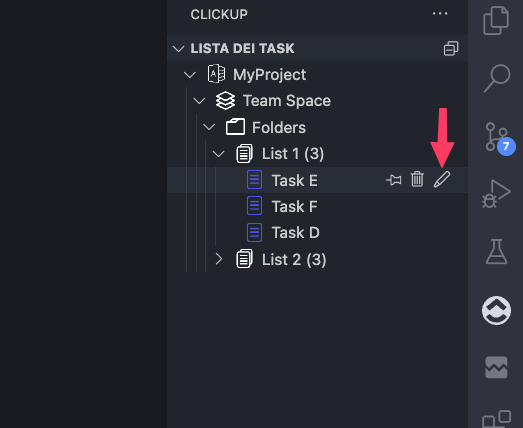 CLICKUP
LISTA DEI TASK
MyProject
Team Space
Folders
List 1 (3)
Task E
Task F
Task D
List 2 (3)
7